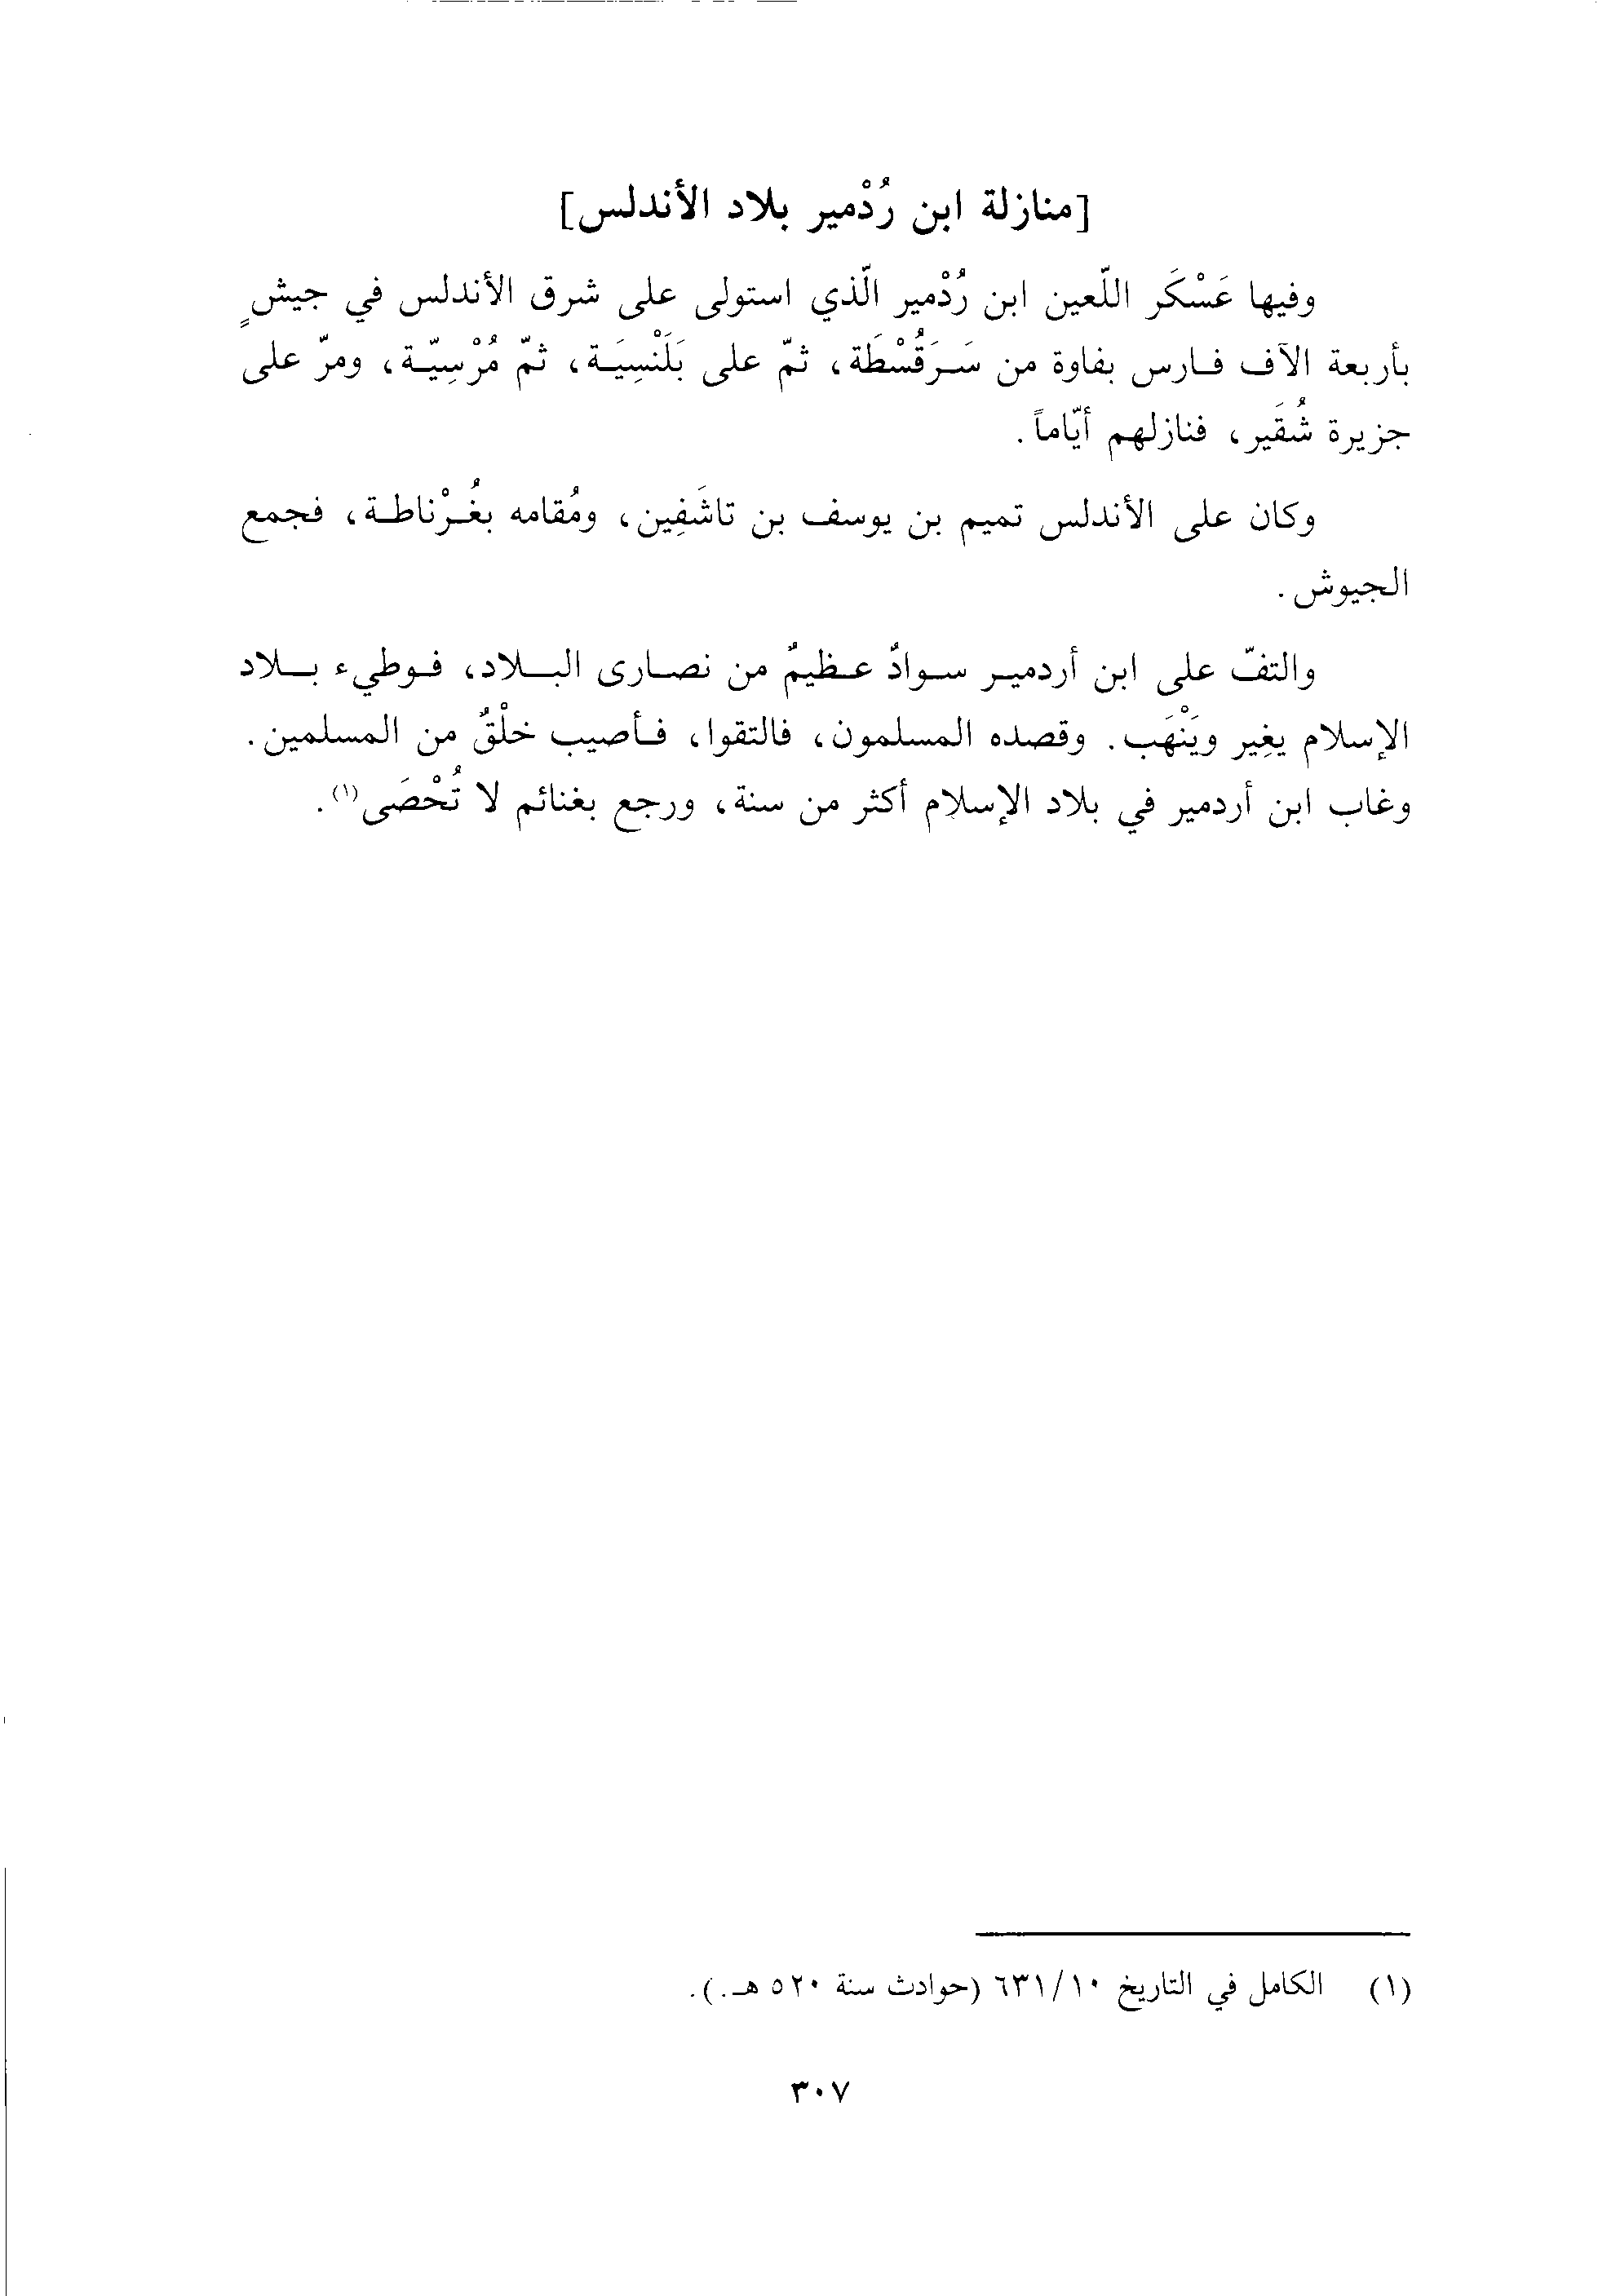 [منازلة ابن رُدْمير بلاد الأندلس]
وفيها عَسْكَر اللّعين ابن رُدْمير الّذي استولى على شرق الأندلس في جيشٍ
بأربعة الآف فارس بفاوة من سَرَقُسْطَة، ثمّ على بَلَنْسِيَة، ثمّ مُرْسِيّة، ومرّ على
جزيرة شُقَير، فنازلهم أيّاماً.
وكان على الأندلس تميم بن يوسف بن تاشَفِين، ومُقامه بغُرْناطة، فجمع
الجيوش.
والتفّ على ابن أردمير سوادٌ عظيمٌ من نصارى البلاد، فوطيء بلاد
الإسلام يغِير ويَنْهَب. وقصده المسلمون، فالتقوا، فأصيب خلْقٌ من المسلمين.
وغاب ابن أردمير في بلاد الإسلام أكثر من سنة، ورجع بغنائم لا تُحْصَى(١).
(١) الكامل في التاريخ ٦٣١/١٠ (حوادث سنة ٥٢٠ هـ.).
٣٠٧